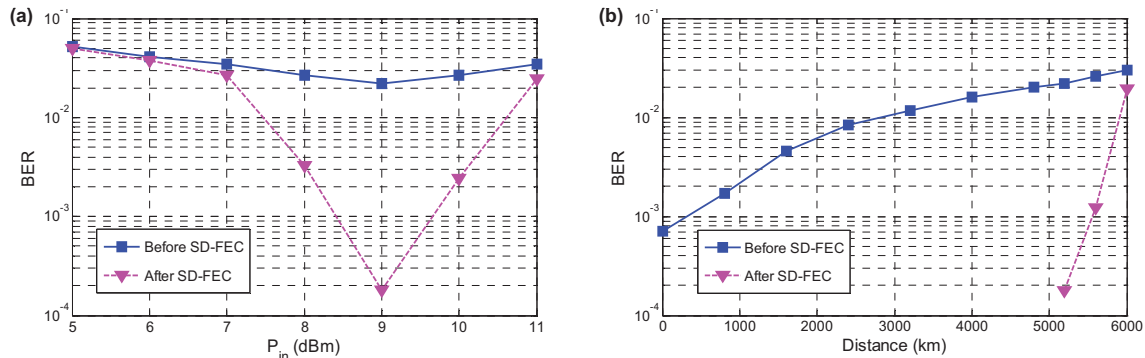 (a)
10^-1
10^-2
10^-3
10^-4
BER
Before SD-FEC
After SD-FEC
5 6 7 8 9 10 11
P_in (dBm)
(b)
10^-1
10^-2
10^-3
10^-4
BER
Before SD-FEC
After SD-FEC
0 1000 2000 3000 4000 5000 6000
Distance (km)